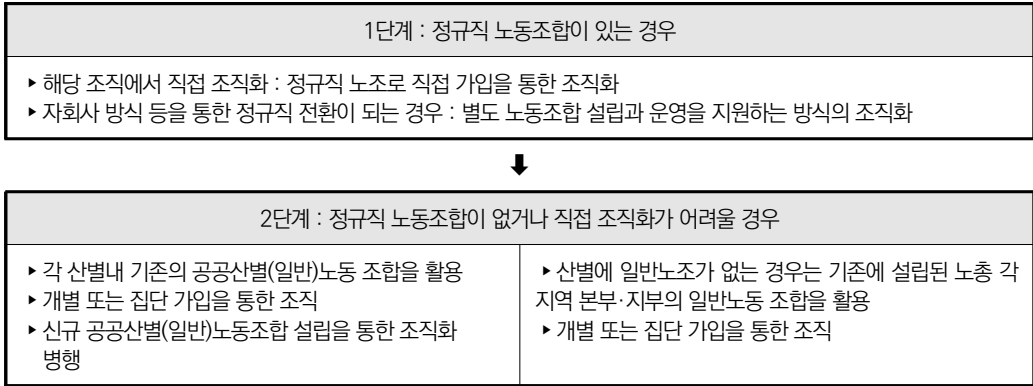 1단계 : 정규직 노동조합이 있는 경우
▸ 해당 조직에서 직접 조직화 : 정규직 노조로 직접 가입을 통한 조직화
▸ 자회사 방식 등을 통한 정규직 전환이 되는 경우 : 별도 노동조합 설립과 운영을 지원하는 방식의 조직화
⬇
2단계 : 정규직 노동조합이 없거나 직접 조직화가 어려울 경우
▸ 각 산별내 기존의 공공산별(일반)노동 조합을 활용
▸ 개별 또는 집단 가입을 통한 조직
▸ 신규 공공산별(일반)노동조합 설립을 통한 조직화
병행
▸ 산별에 일반노조가 없는 경우는 기존에 설립된 노총 각
지역 본부·지부의 일반노동 조합을 활용
▸ 개별 또는 집단 가입을 통한 조직